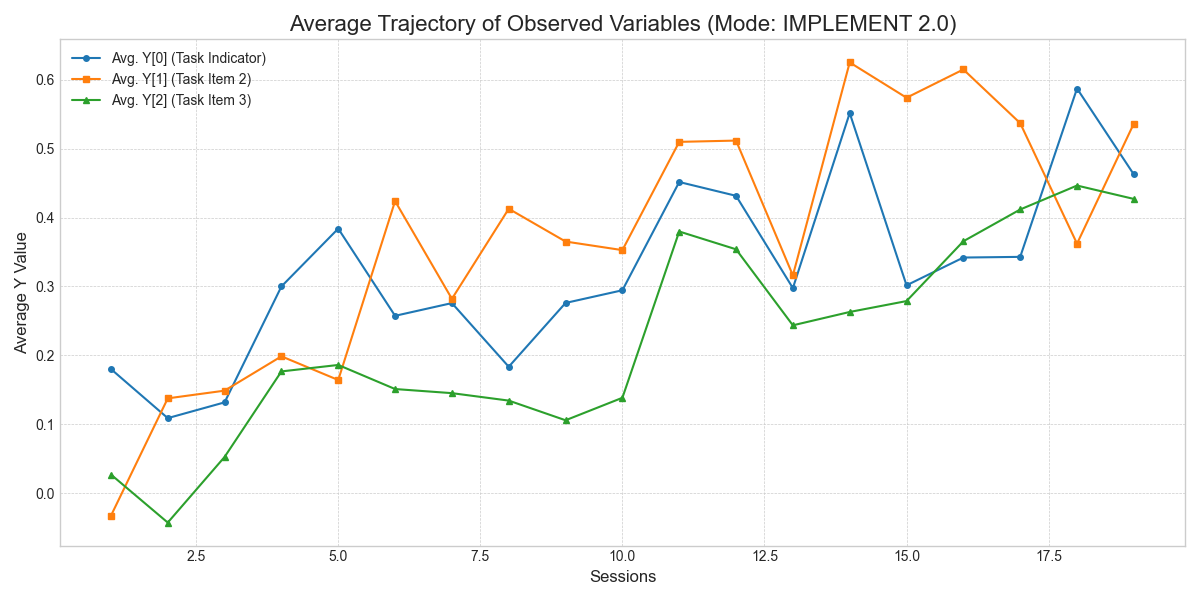 Average Trajectory of Observed Variables (Mode: IMPLEMENT 2.0)
Avg. Y[0] (Task Indicator)
Avg. Y[1] (Task Item 2)
Avg. Y[2] (Task Item 3)
Average Y Value
0.6
0.5
0.4
0.3
0.2
0.1
0.0
2.5 5.0 7.5 10.0 12.5 15.0 17.5
Sessions